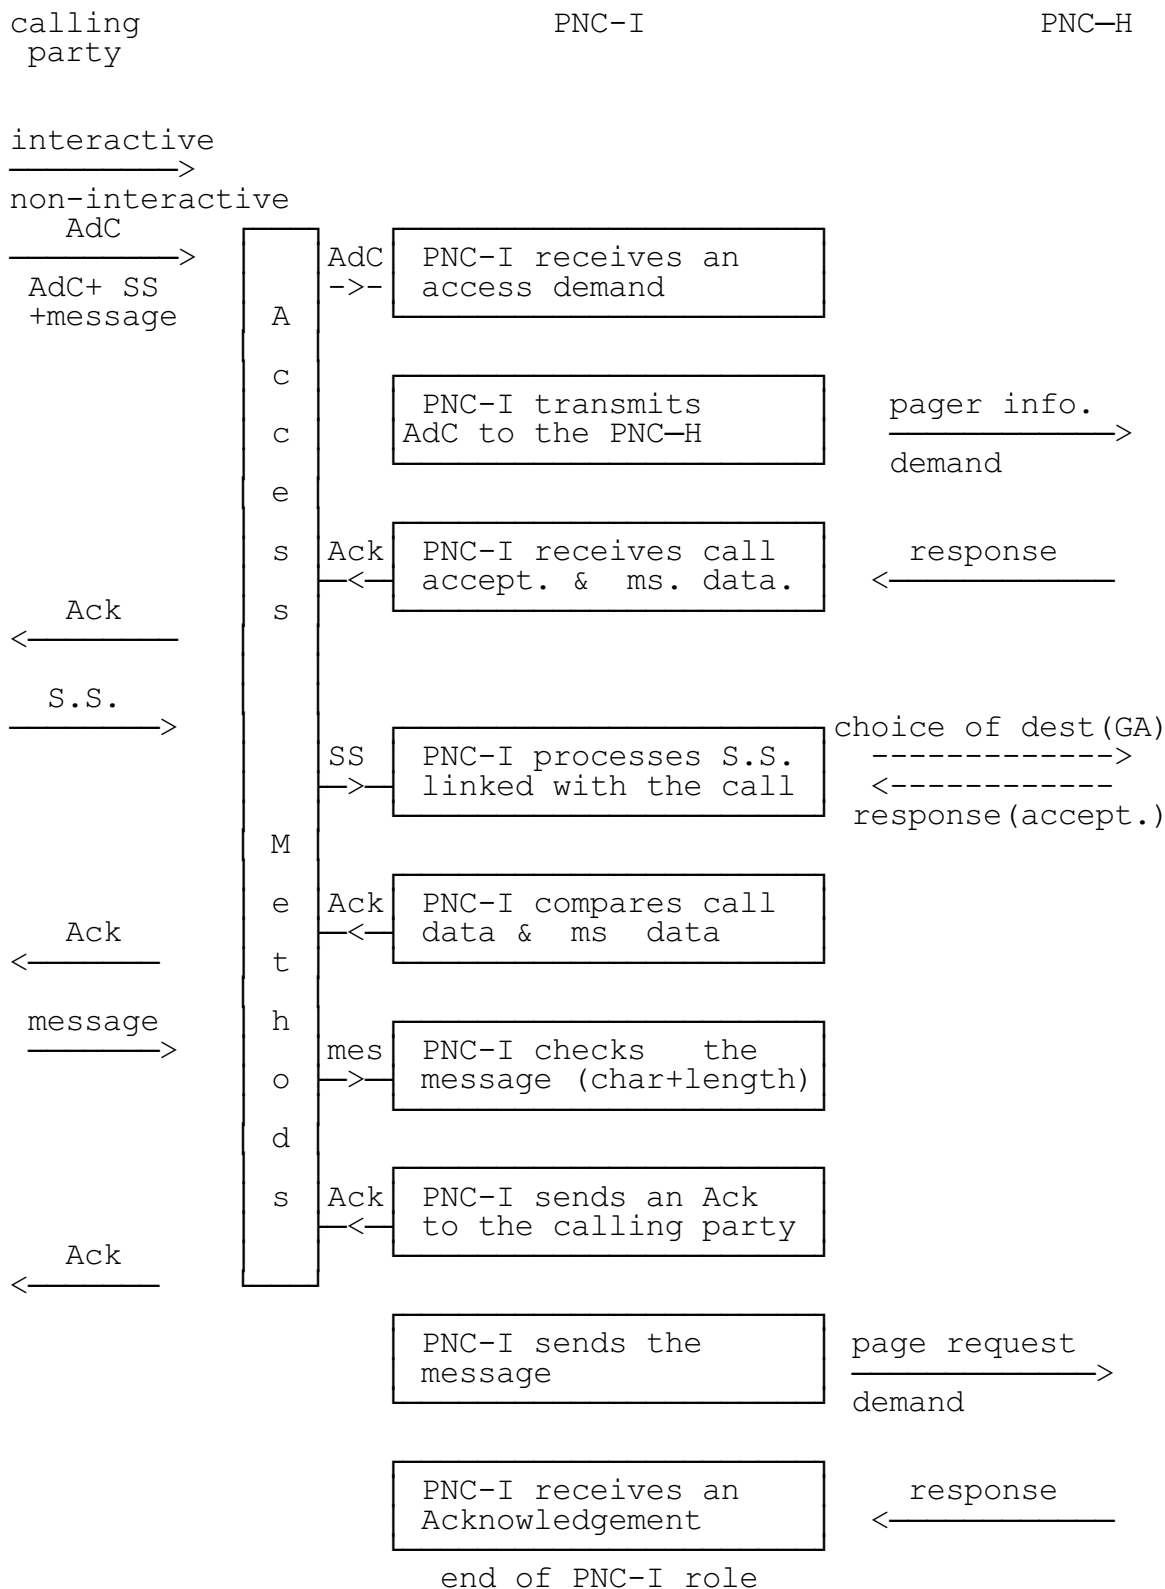 calling PNC-I PNC—H
party
interactive
non-interactive
AdC
AdC PNC-I receives an
AdC+ SS ->- access demand
+message A
c
PNC-I transmits pager info.
c AdC to the PNC—H
demand
e
s Ack PNC-I receives call response
accept. & ms. data.
Ack s
S.S.
choice of dest(GA)
SS PNC-I processes S.S. ------------->
linked with the call <------------
response(accept.)
M
e Ack PNC-I compares call
Ack data & ms data
t
message h
mes PNC-I checks the
o message (char+length)
d
s Ack PNC-I sends an Ack
to the calling party
Ack
PNC-I sends the page request
message
demand
PNC-I receives an response
Acknowledgement
end of PNC-I role